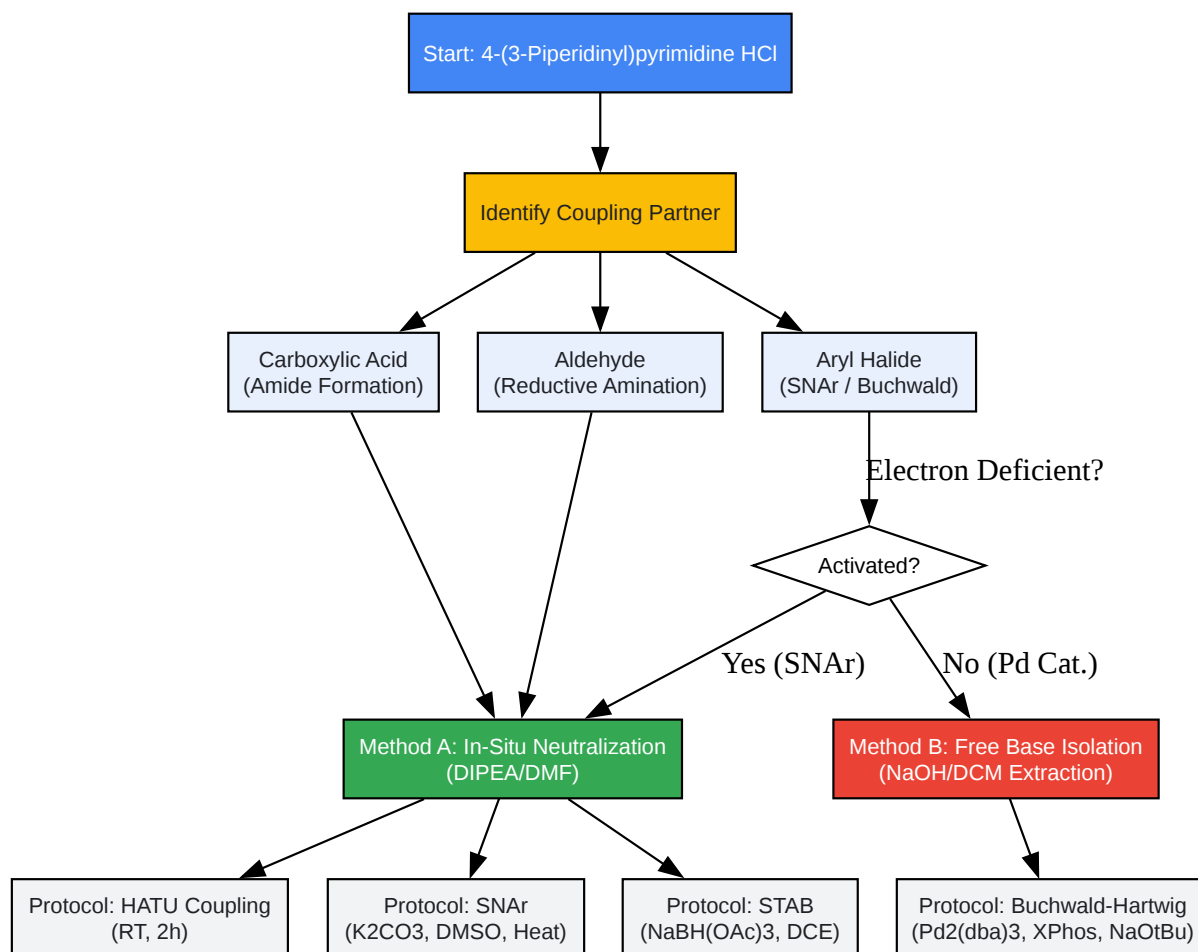 Start: 4-(3-Piperidinyl)pyrimidine HCl
Identify Coupling Partner
Carboxylic Acid
(Amide Formation)
Aldehyde
(Reductive Amination)
Aryl Halide
(SNAr / Buchwald)
Electron Deficient?
Activated?
Yes (SNAr)
No (Pd Cat.)
Method A: In-Situ Neutralization
(DIPEA/DMF)
Method B: Free Base Isolation
(NaOH/DCM Extraction)
Protocol: HATU Coupling
(RT, 2h)
Protocol: SNAr
(K2CO3, DMSO, Heat)
Protocol: STAB
(NaBH(OAc)3, DCE)
Protocol: Buchwald-Hartwig
(Pd2(dba)3, XPhos, NaOtBu)